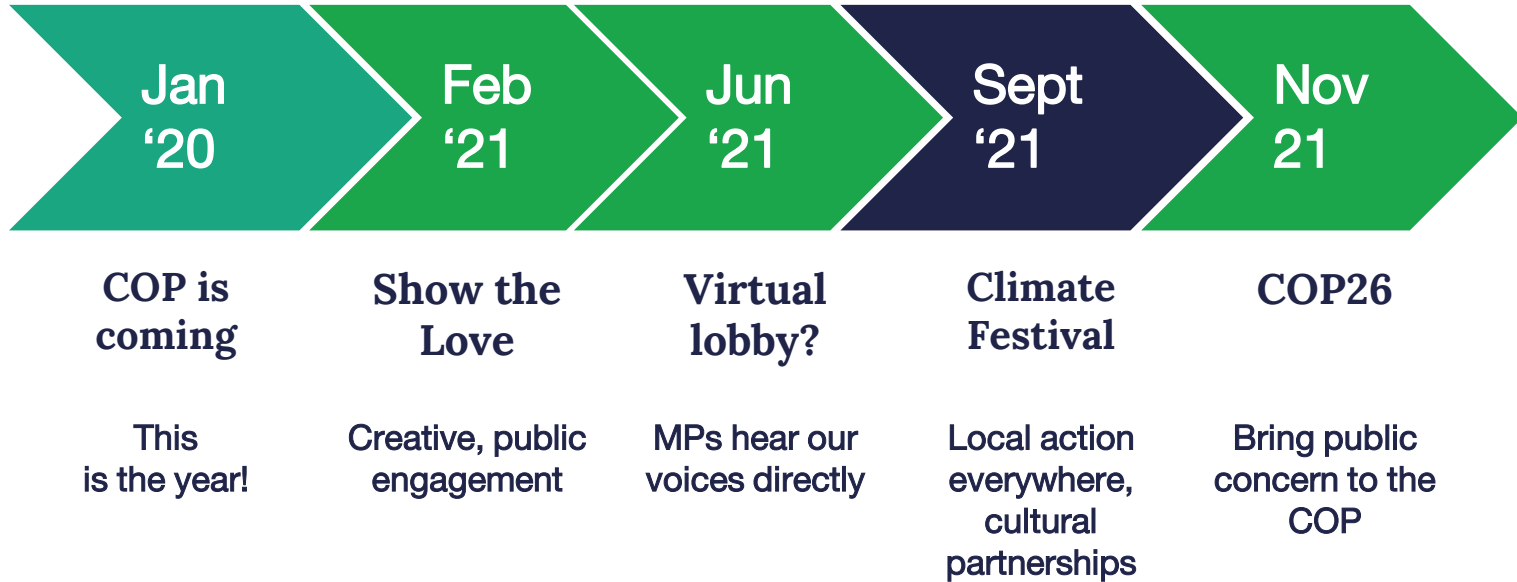 Jan
‘20
Feb
‘21
Jun
‘21
Sept
‘21
Nov
21
COP is
coming
Show the
Love
Virtual
lobby?
Climate
Festival
COP26
This
is the year!
Creative, public
engagement
MPs hear our
voices directly
Local action
everywhere,
cultural
partnerships
Bring public
concern to the
COP